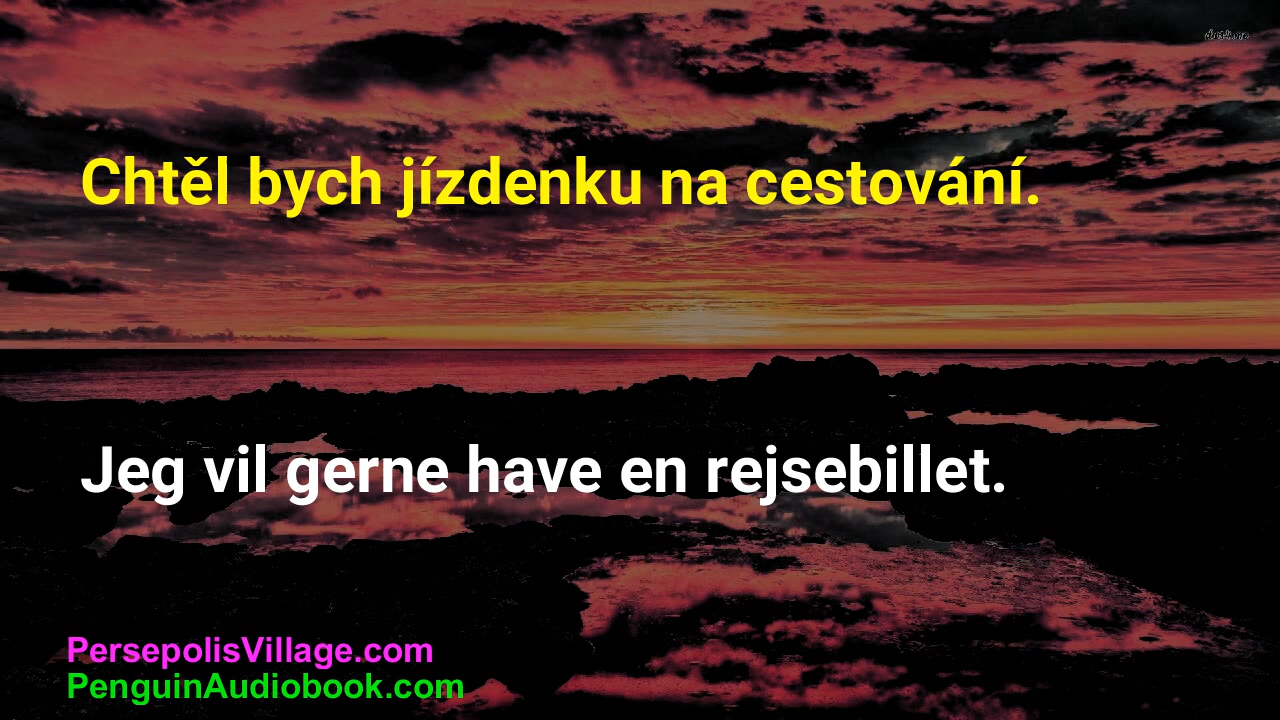 Chtěl bych jízdenku na cestování.
Jeg vil gerne have en rejsebillet.
PersepolisVillage.com
PenguinAudiobook.com